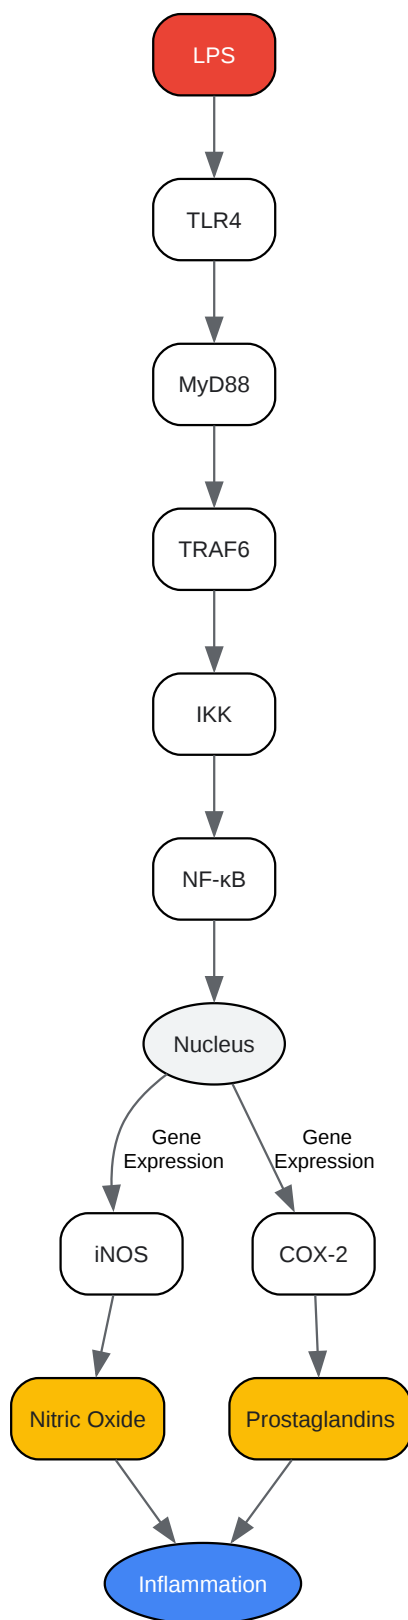 LPS
TLR4
MyD88
TRAF6
IKK
NF-κB
Nucleus
Gene
Expression
Gene
Expression
iNOS
COX-2
Nitric Oxide
Prostaglandins
Inflammation